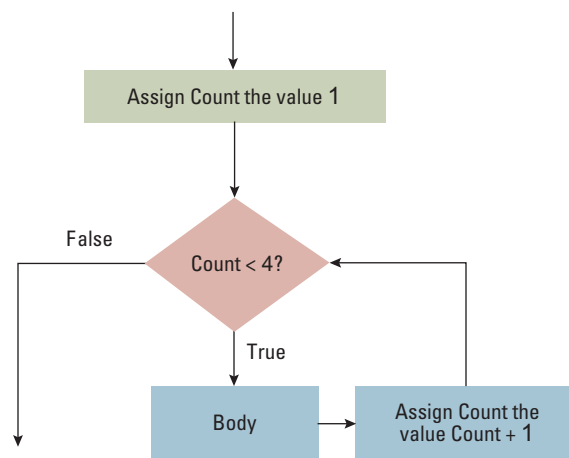 Assign Count the value 1
False
Count < 4?
True
Body
Assign Count the
value Count + 1